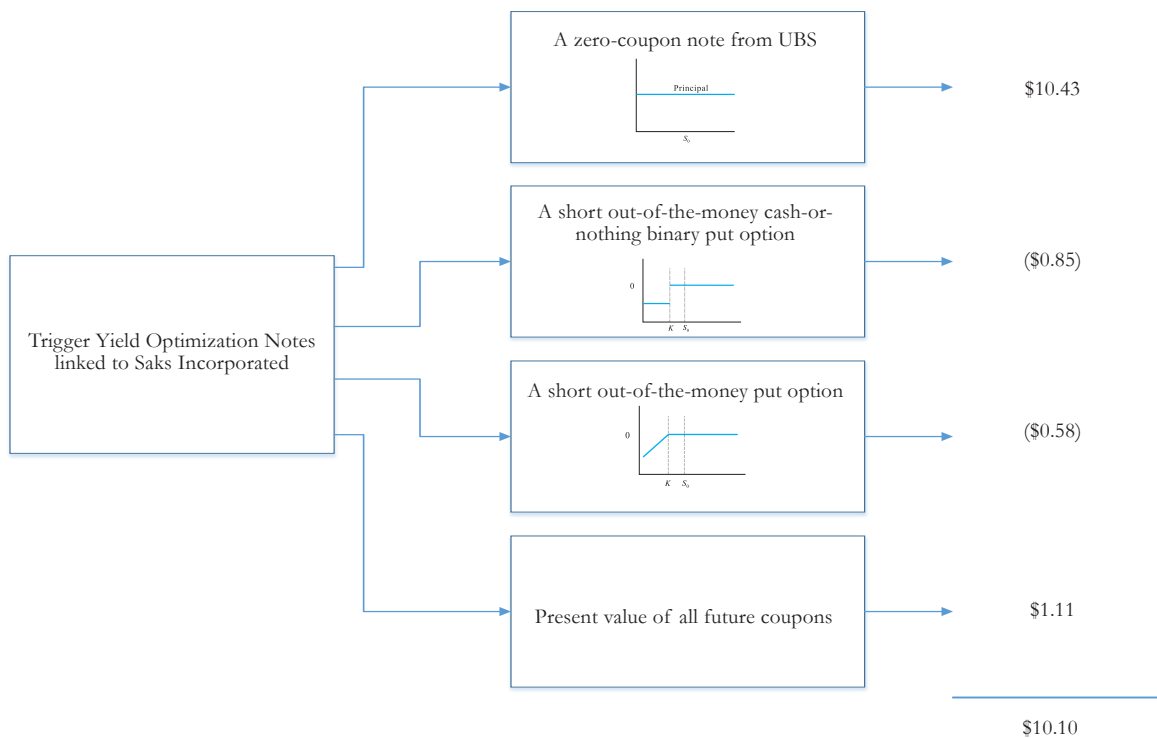 A zero-coupon note from UBS
Principal
S0
$10.43
A short out-of-the-money cash-or-
nothing binary put option
0
K
S0
($0.85)
Trigger Yield Optimization Notes
linked to Saks Incorporated
A short out-of-the-money put option
0
K
S0
($0.58)
Present value of all future coupons
$1.11
$10.10